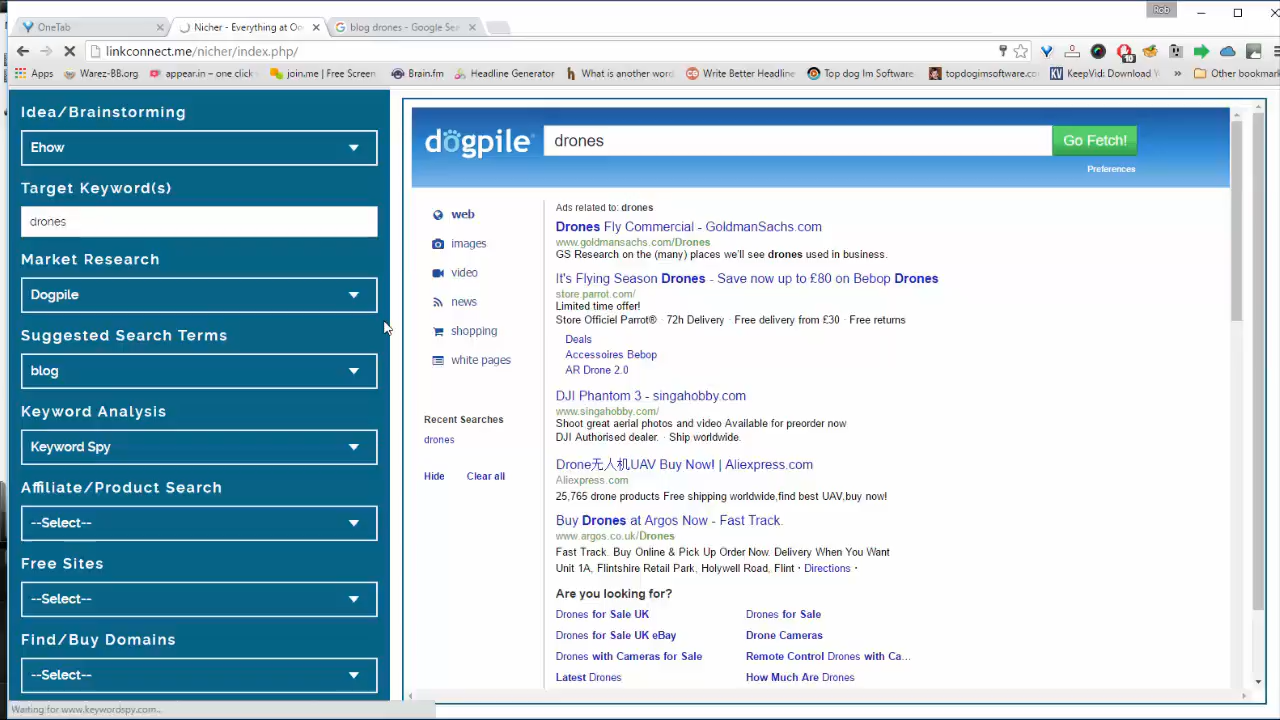 Rob
OneTab
Nicher - Everything at On
blog drones - Google Sea
linkconnect.me/nicher/index.php/
10
Apps
Warez-BB.org
appear.in – one click
join.me | Free Screen
Brain.fm
Headline Generator
What is another word
Write Better Headline
Top dog Im Software
topdogimsoftware.co
KeepVid: Download
»
Other bookmark
Idea/Brainstorming
Ehow
Target Keyword(s)
drones
Market Research
Dogpile
Suggested Search Terms
blog
Keyword Analysis
Keyword Spy
Affiliate/Product Search
--Select--
Free Sites
--Select--
Find/Buy Domains
--Select--
Waiting for www.keywordspy.com...
dogpile
drones
Go Fetch!
Preferences
web
images
video
news
shopping
white pages
Recent Searches
drones
Hide Clear all
Ads related to: drones
Drones Fly Commercial - GoldmanSachs.com
www.goldmansachs.com/Drones
GS Research on the (many) places we'll see drones used in business.
It's Flying Season Drones - Save now up to £80 on Bebop Drones
store.parrot.com/
Limited time offer!
Store Officiel Parrot® · 72h Delivery · Free delivery from £30 · Free returns
Deals
Accessoires Bebop
AR Drone 2.0
DJI Phantom 3 - singahobby.com
www.singahobby.com/
Shoot great aerial photos and video Available for preorder now
DJI Authorised dealer. · Ship worldwide.
Drone无人机UAV Buy Now! | Aliexpress.com
Aliexpress.com
25,765 drone products Free shipping worldwide,find best UAV,buy now!
Buy Drones at Argos Now - Fast Track.
www.argos.co.uk/Drones
Fast Track. Buy Online & Pick Up Order Now. Delivery When You Want
Unit 1A, Flintshire Retail Park, Holywell Road, Flint · Directions ·
Are you looking for?
Drones for Sale UK Drones for Sale
Drones for Sale UK eBay Drone Cameras
Drones with Cameras for Sale Remote Control Drones with Ca...
Latest Drones How Much Are Drones